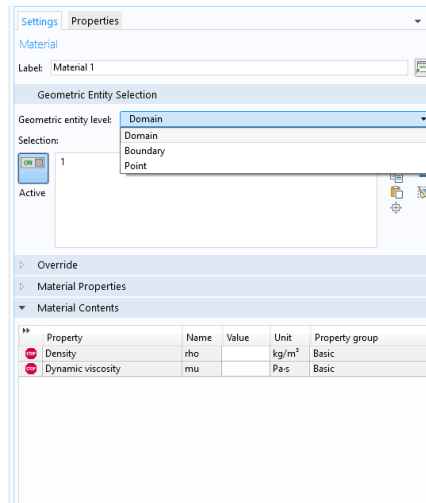 Settings Properties
Material
Label: Material 1
Geometric Entity Selection
Geometric entity level: Domain
Domain
Boundary
Point
Selection:
ON
1
Active
Override
Material Properties
Material Contents
Property Name Value Unit Property group
STOP Density rho kg/m³ Basic
STOP Dynamic viscosity mu Pa·s Basic